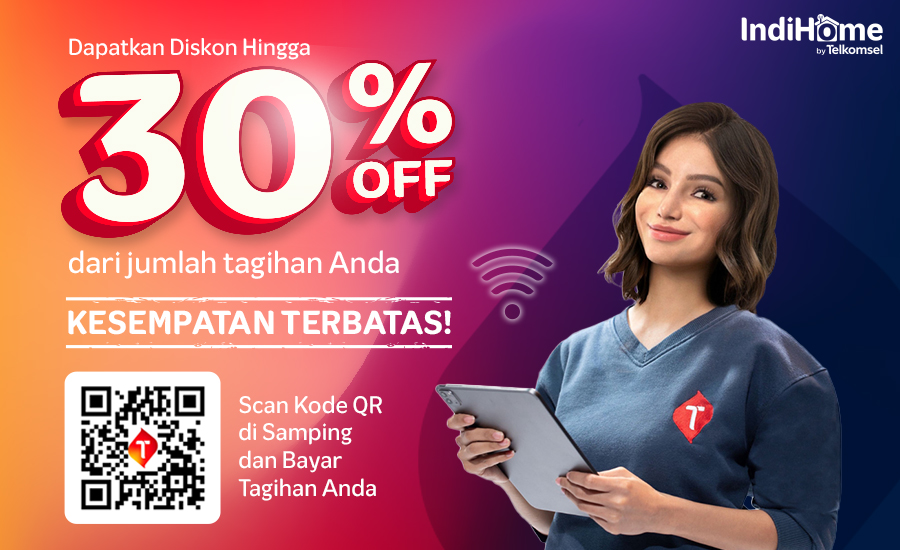 Dapatkan Diskon Hingga
30%
OFF
dari jumlah tagihan Anda
KESEMPATAN TERBATAS!
Scan Kode QR
di Samping
dan Bayar
Tagihan Anda
IndiHome
by Telkomsel
T
T